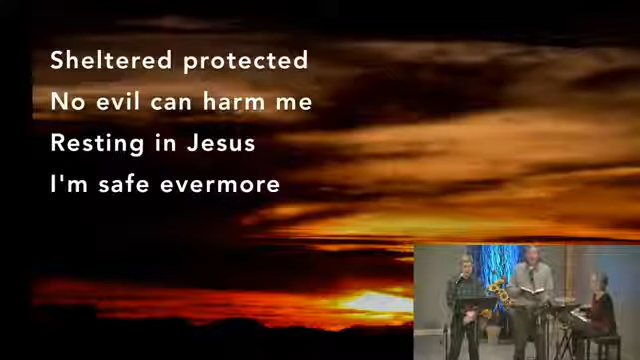 Sheltered protected
No evil can harm me
Resting in Jesus
I'm safe evermore